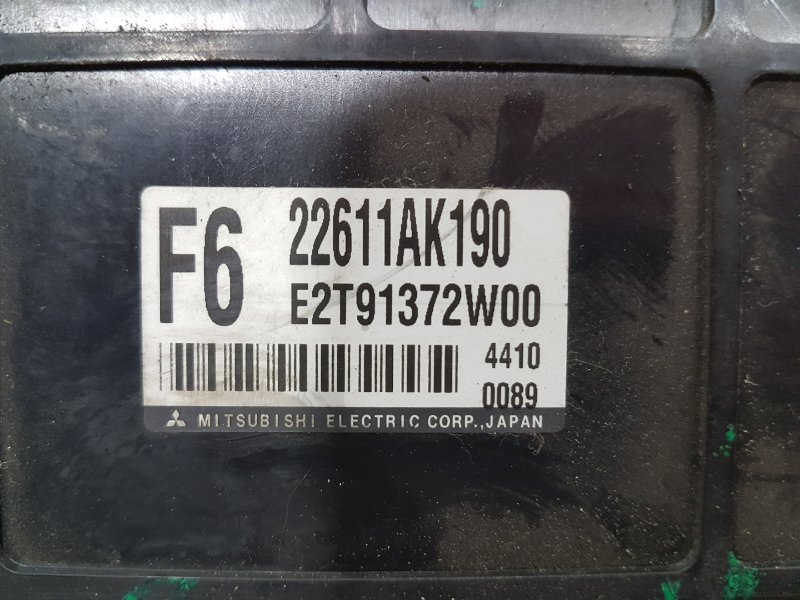 F6
22611AK190
E2T91372W00
4410
0089
MITSUBISHI ELECTRIC CORP., JAPAN